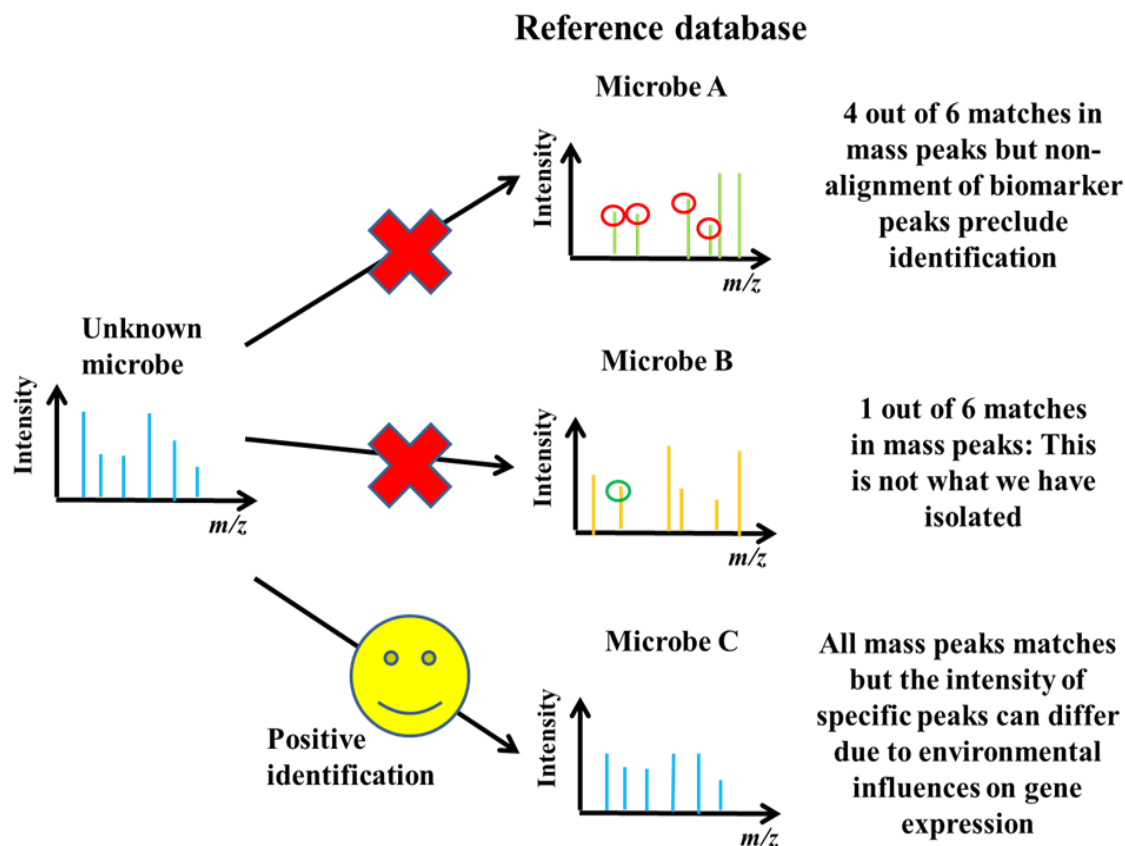 Reference database
Microbe A
Intensity
m/z
4 out of 6 matches in
mass peaks but non-
alignment of biomarker
peaks preclude
identification
Unknown
microbe
Intensity
m/z
Microbe B
Intensity
m/z
1 out of 6 matches
in mass peaks: This
is not what we have
isolated
Positive
identification
Microbe C
Intensity
m/z
All mass peaks matches
but the intensity of
specific peaks can differ
due to environmental
influences on gene
expression